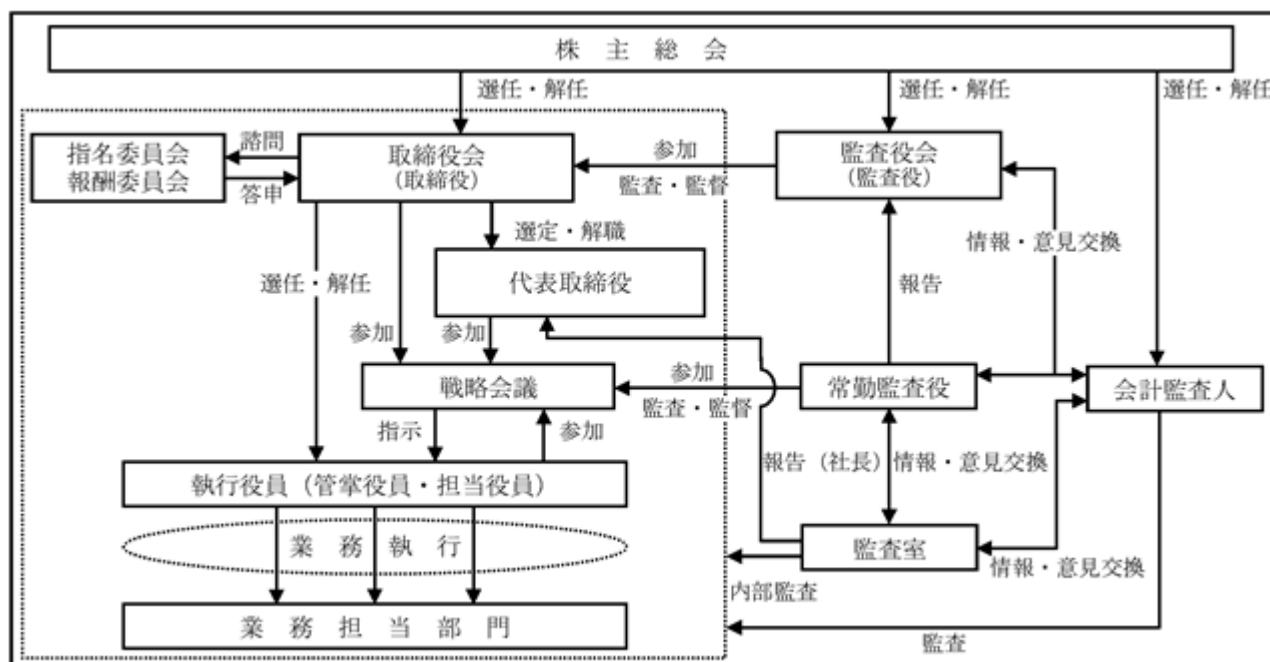 株 主 総 会
選任・解任
選任・解任
選任・解任
指名委員会
報酬委員会
諮問
答申
取締役会
(取締役)
参加
監査・監督
監査役会
(監査役)
選定・解職
情報・意見交換
選任・解任
代表取締役
報告
参加
参加
戦略会議
参加
監査・監督
常勤監査役
会計監査人
指示
参加
報告（社長）
情報・意見交換
執行役員（管掌役員・担当役員）
業 務 執 行
監査室
情報・意見交換
内部監査
業 務 担 当 部 門
監査